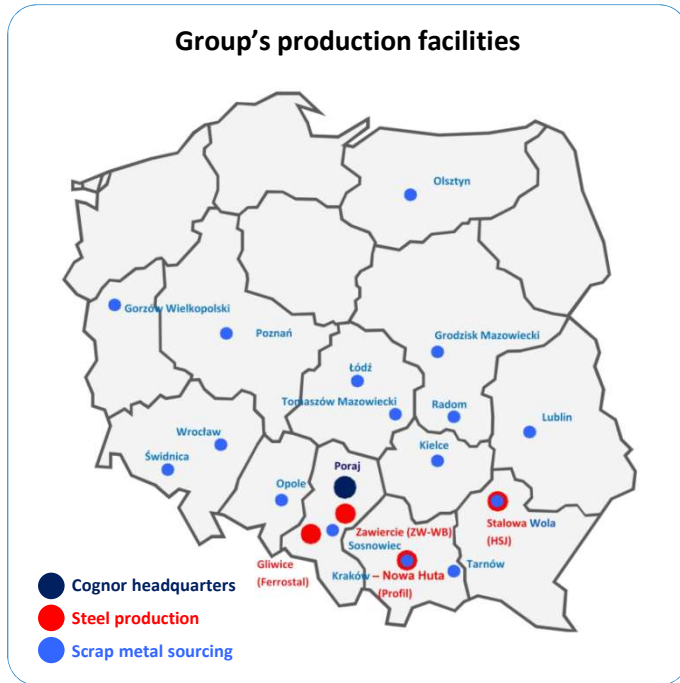 Group's production facilities
Olsztyn
Gorzów Wielkopolski
Poznań
Grodzisk Mazowiecki
Łódź
Tomaszów Mazowiecki
Radom
Lublin
Wrocław
Kielce
Świdnica
Opole
Poraj
Zawiercie (ZW-WB)
Stalowa Wola
(HSJ)
Sosnowiec
Gliwice
(Ferrostal)
Kraków – Nowa Huta
(Profil)
Tarnów
Cognor headquarters
Steel production
Scrap metal sourcing